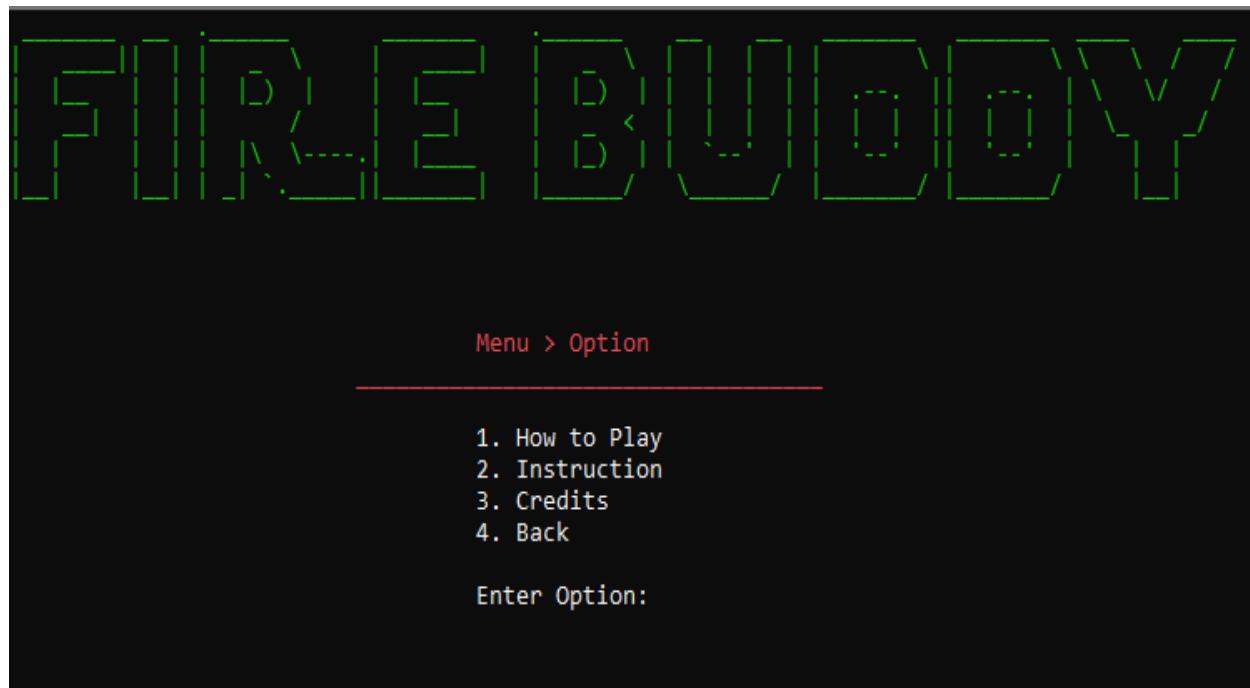 FIRE BUDDY
Menu > Option
1. How to Play
2. Instruction
3. Credits
4. Back
Enter Option: